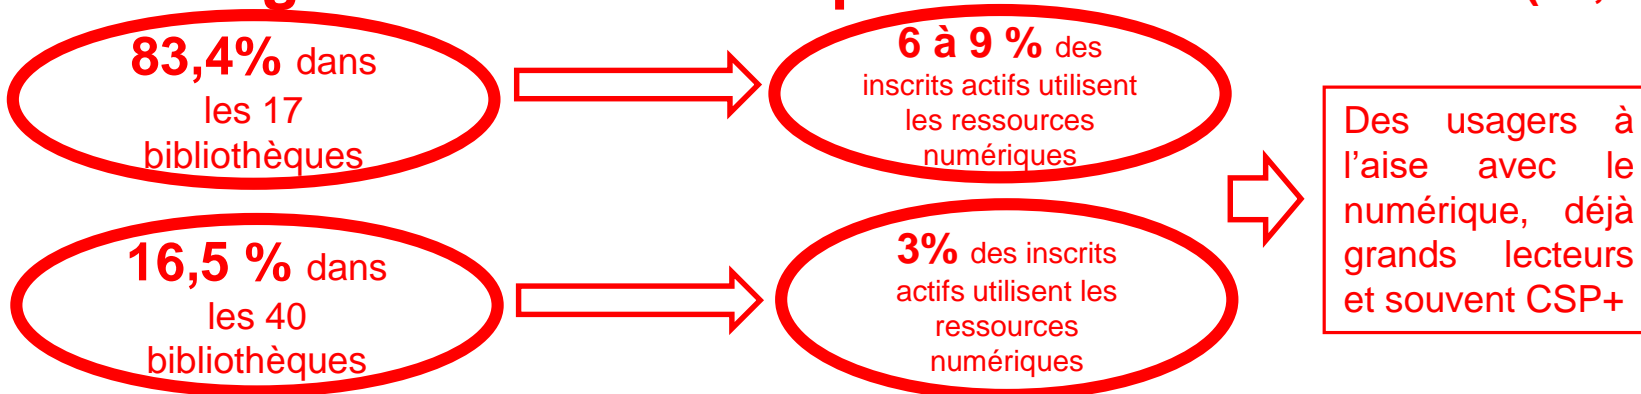 83,4% dans
les 17
bibliothèques
6 à 9 % des
inscrits actifs utilisent
les ressources
numériques
16,5 % dans
les 40
bibliothèques
3% des inscrits
actifs utilisent les
ressources
numériques
Des usagers à
l’aise avec le
numérique, déjà
grands lecteurs
et souvent CSP+